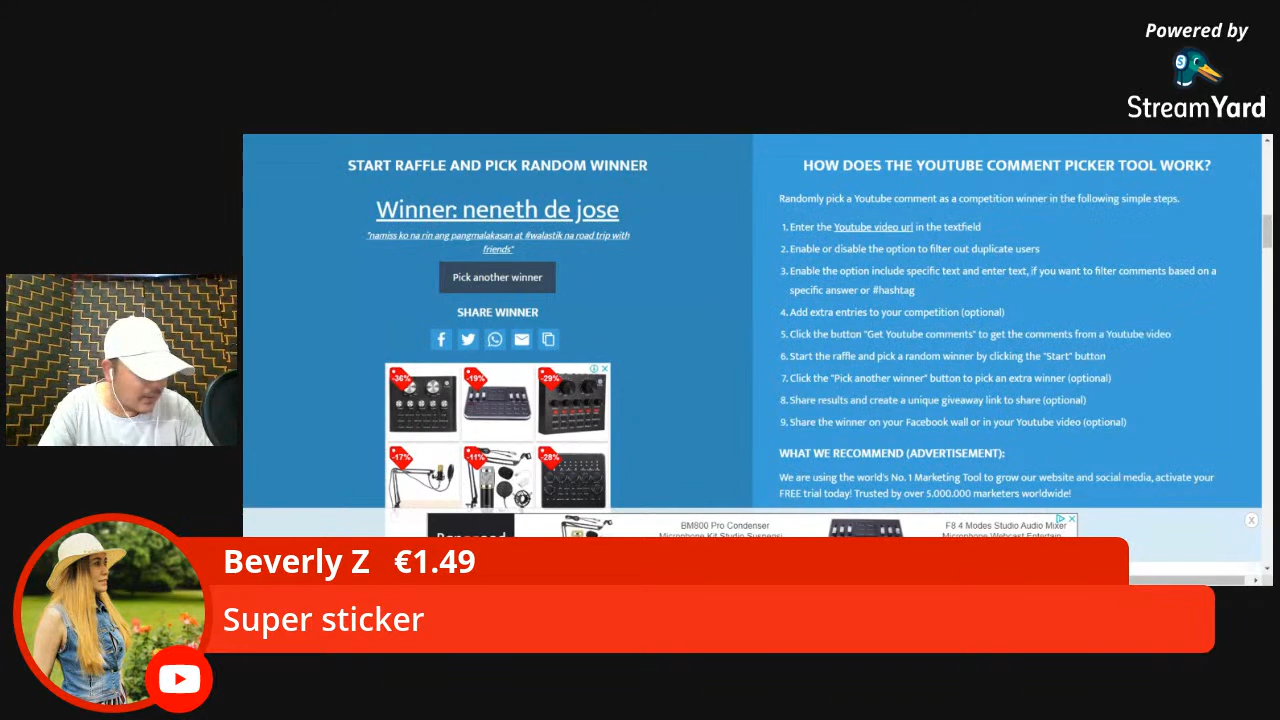 Powered by
StreamYard
START RAFFLE AND PICK RANDOM WINNER
Winner: neneth de jose
"namiss ko na rin ang pangmalakasan at #walastik na road trip with
friends"
Pick another winner
SHARE WINNER
-36%
-19%
-29%
-17%
-11%
-28%
HOW DOES THE YOUTUBE COMMENT PICKER TOOL WORK?
Randomly pick a Youtube comment as a competition winner in the following simple steps.
1. Enter the Youtube video url in the textfield
2. Enable or disable the option to filter out duplicate users
3. Enable the option include specific text and enter text, if you want to filter comments based on a
specific answer or #hashtag
4. Add extra entries to your competition (optional)
5. Click the button "Get Youtube comments" to get the comments from a Youtube video
6. Start the raffle and pick a random winner by clicking the "Start" button
7. Click the "Pick another winner" button to pick an extra winner (optional)
8. Share results and create a unique giveaway link to share (optional)
9. Share the winner on your Facebook wall or in your Youtube video (optional)
WHAT WE RECOMMEND (ADVERTISEMENT):
We are using the world's No. 1 Marketing Tool to grow our website and social media, activate your
FREE trial today! Trusted by over 5.000.000 marketers worldwide!
BM800 Pro Condenser
Microphone Kit Studio Suspensi
F8 4 Modes Studio Audio Mixer
Microphone Webcast Entertain
Beverly Z €1.49
Super sticker